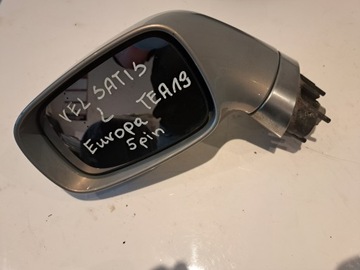 VEL SATIS
L
Europa TEA19
5pin